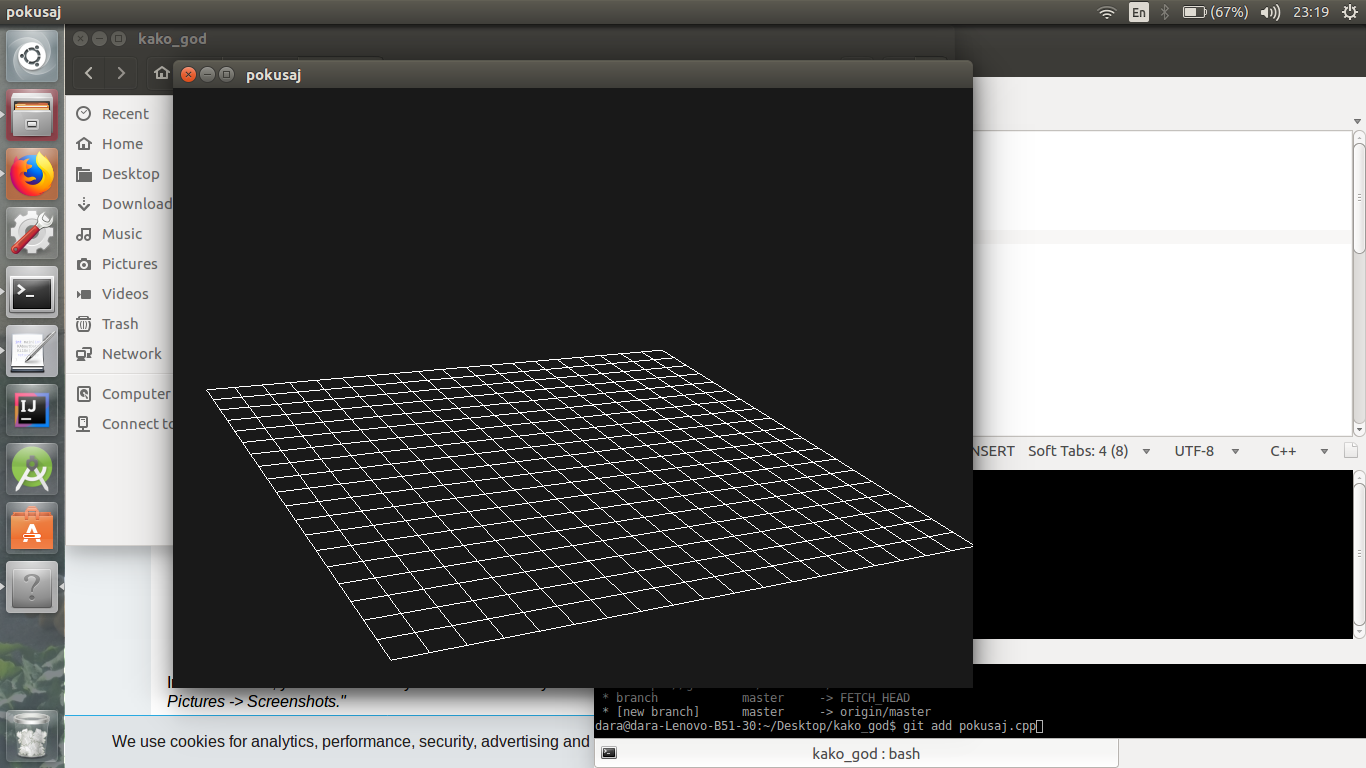 pokusaj
En
(67%)
23:19
kako_god
pokusaj
Recent
Home
Desktop
Download
Music
Pictures
Videos
Trash
Network
Computer
Connect to
IJ
INSERT Soft Tabs: 4 (8) UTF-8 C++
Pictures -> Screenshots."
* branch master -> FETCH_HEAD
* [new branch] master -> origin/master
dara@dara-Lenovo-B51-30:~/Desktop/kako_god$ git add pokusaj.cpp
We use cookies for analytics, performance, security, advertising and
kako_god : bash